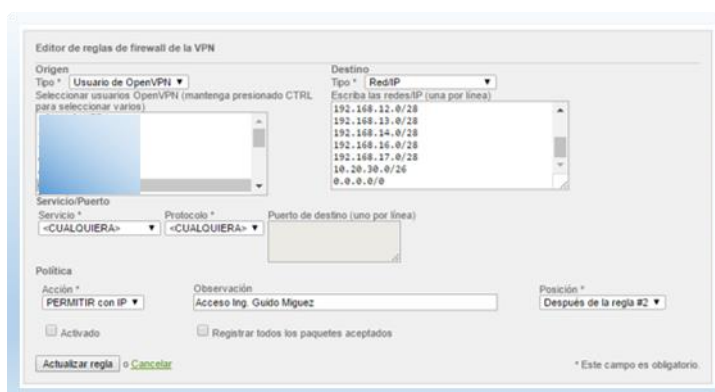 Editor de reglas de firewall de la VPN
Origen
Tipo * Usuario de OpenVPN
Seleccionar usuarios OpenVPN (mantenga presionado CTRL
para seleccionar varios)
Destino
Tipo * Red/IP
Escriba las redes/IP (una por línea)
192.168.12.0/28
192.168.13.0/28
192.168.14.0/28
192.168.16.0/28
192.168.17.0/28
10.20.30.0/26
0.0.0.0/0
Servicio/Puerto
Servicio * Protocolo * Puerto de destino (uno por línea)
<CUALQUIERA> <CUALQUIERA>
Política
Acción * Observación Posición *
PERMITIR con IP Acceso Ing. Guido Miguez Después de la regla #2
Activado Registrar todos los paquetes aceptados
Actualizar regla o Cancelar * Este campo es obligatorio.